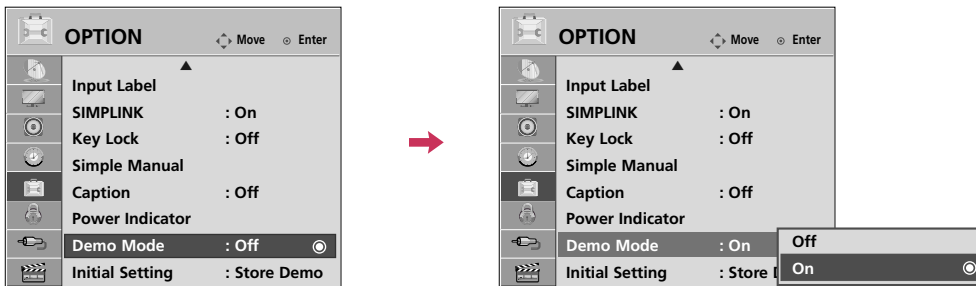 OPTION Move Enter
Input Label
SIMPLINK : On
Key Lock : Off
Simple Manual
Caption : Off
Power Indicator
Demo Mode : Off
Initial Setting : Store Demo
OPTION Move Enter
Input Label
SIMPLINK : On
Key Lock : Off
Simple Manual
Caption : Off
Power Indicator
Demo Mode : On
Initial Setting : Store
Off
On